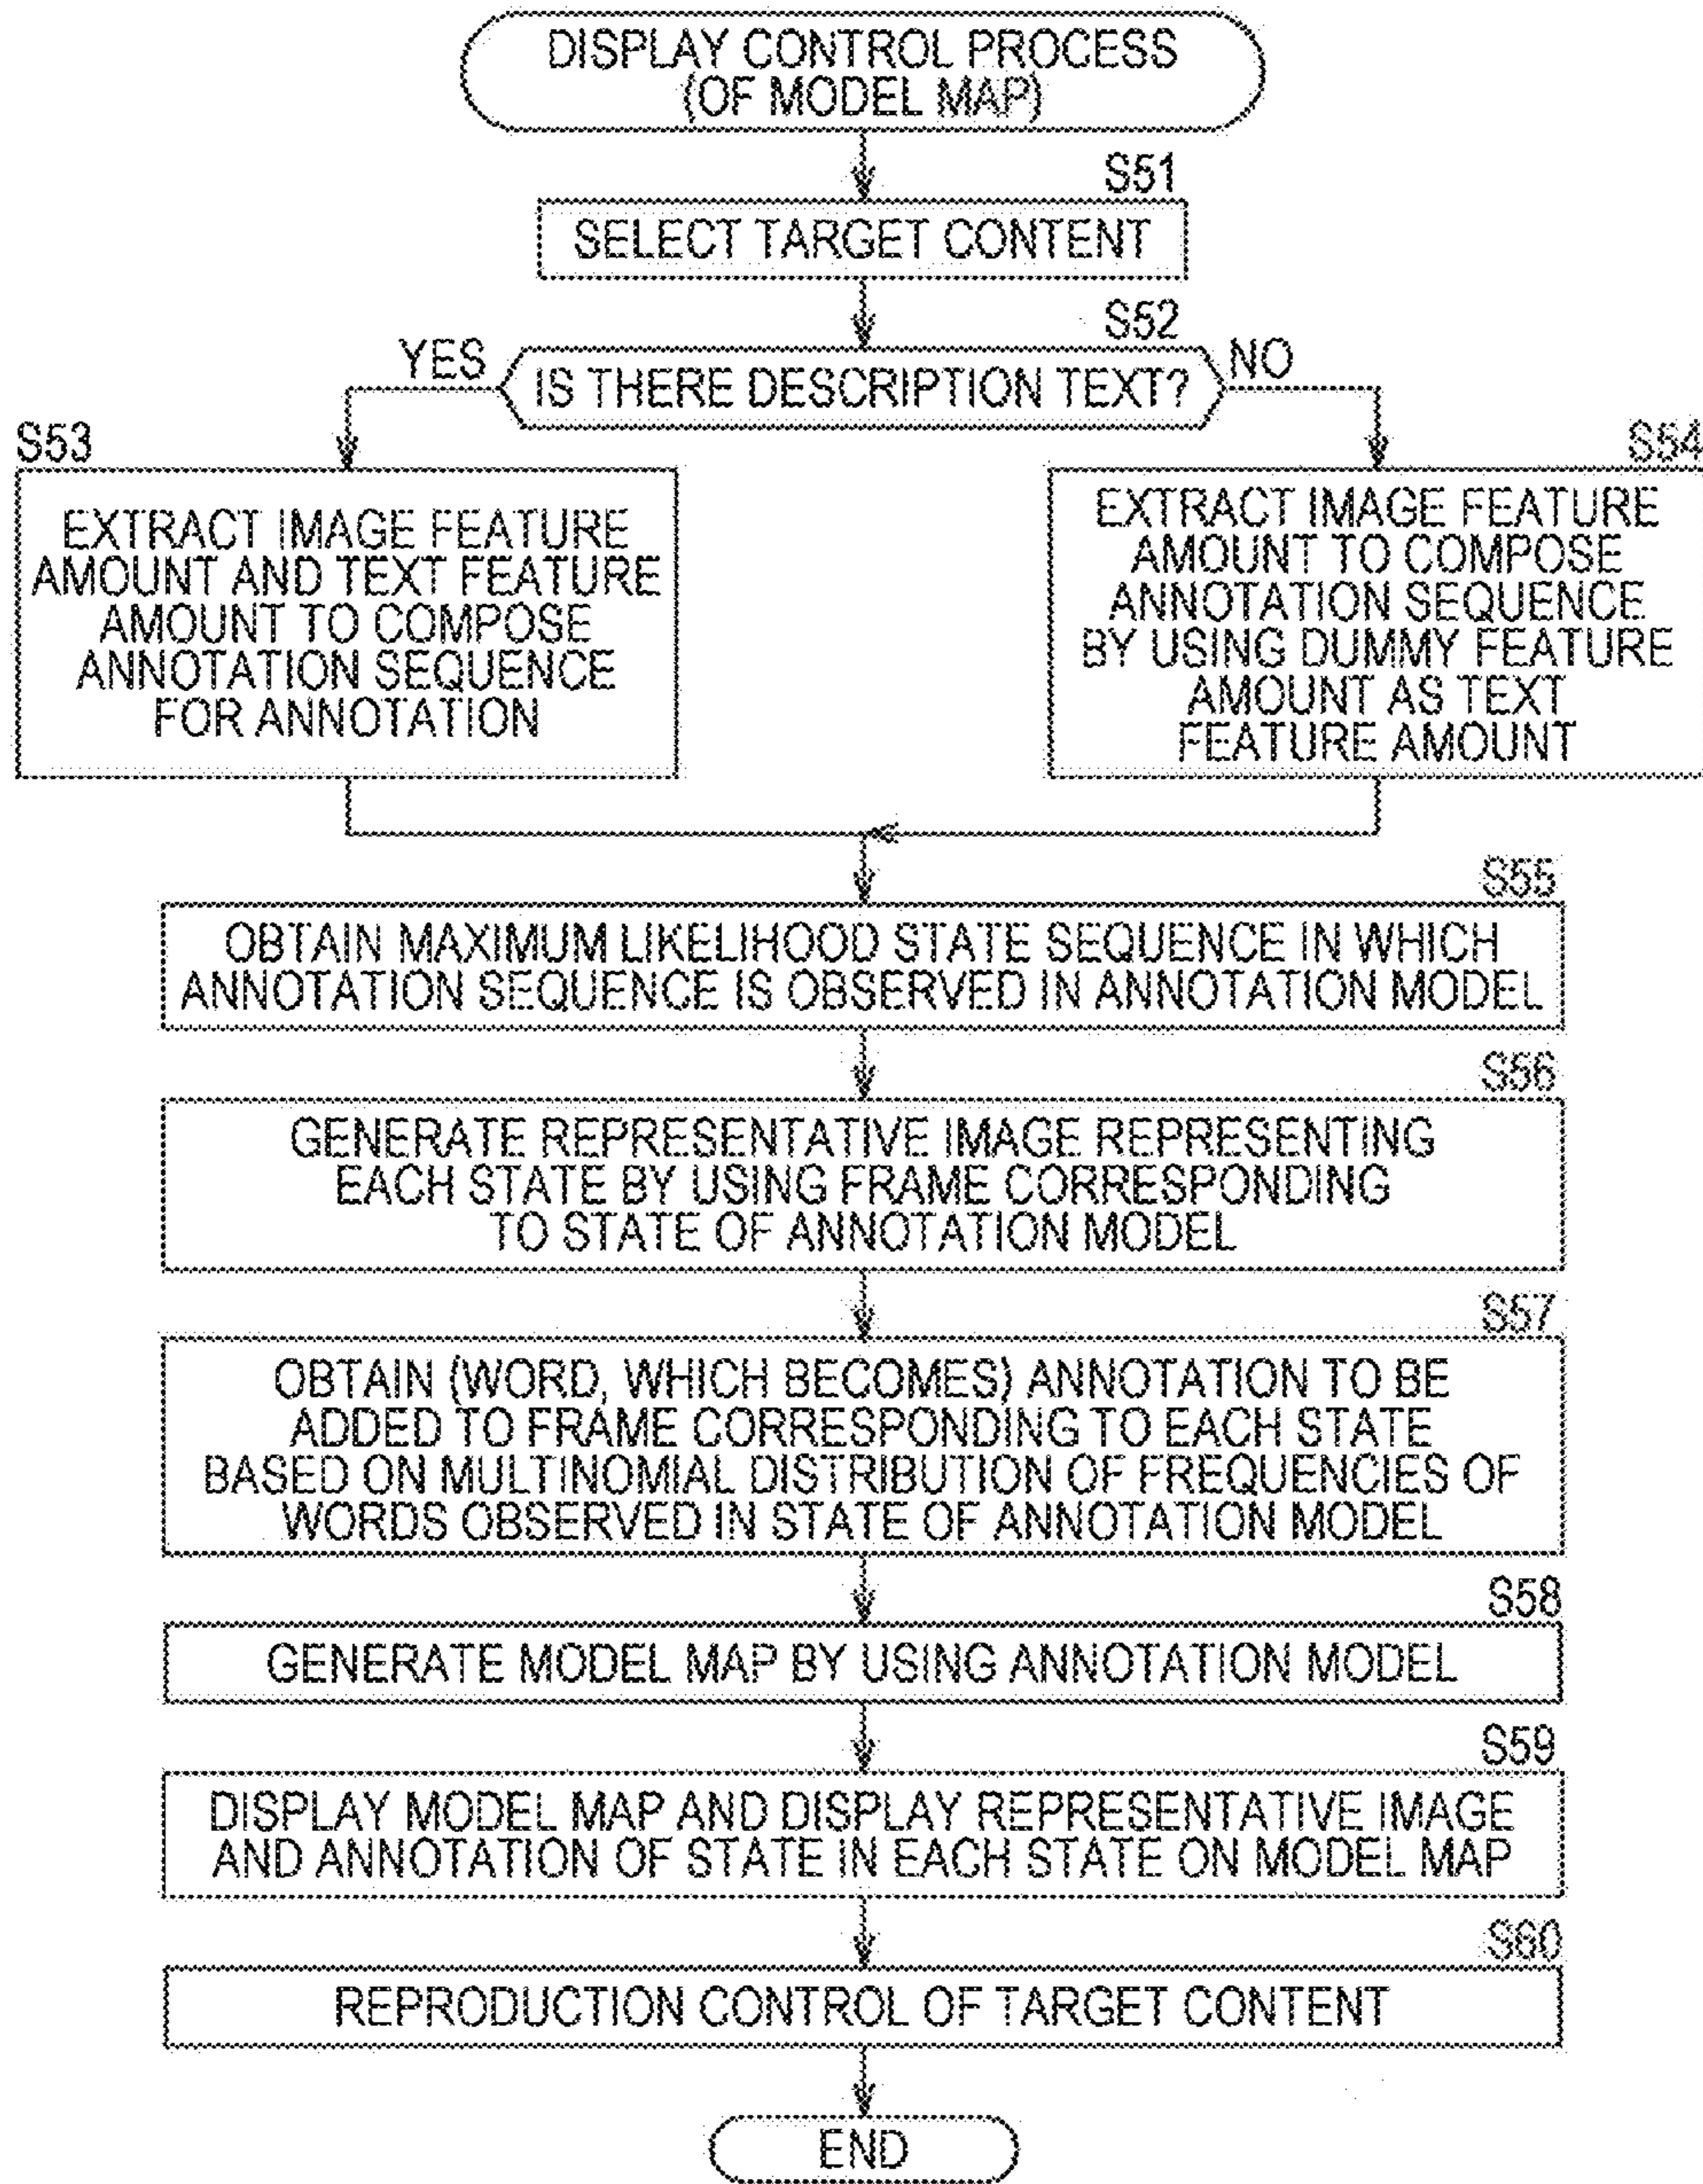 DISPLAY CONTROL PROCESS
(OF MODEL MAP)
S51
SELECT TARGET CONTENT
S52
YES
NO
IS THERE DESCRIPTION TEXT?
S53
EXTRACT IMAGE FEATURE
AMOUNT AND TEXT FEATURE
AMOUNT TO COMPOSE
ANNOTATION SEQUENCE
FOR ANNOTATION
S54
EXTRACT IMAGE FEATURE
AMOUNT TO COMPOSE
ANNOTATION SEQUENCE
BY USING DUMMY FEATURE
AMOUNT AS TEXT
FEATURE AMOUNT
S55
OBTAIN MAXIMUM LIKELIHOOD STATE SEQUENCE IN WHICH
ANNOTATION SEQUENCE IS OBSERVED IN ANNOTATION MODEL
S56
GENERATE REPRESENTATIVE IMAGE REPRESENTING
EACH STATE BY USING FRAME CORRESPONDING
TO STATE OF ANNOTATION MODEL
S57
OBTAIN (WORD, WHICH BECOMES) ANNOTATION TO BE
ADDED TO FRAME CORRESPONDING TO EACH STATE
BASED ON MULTINOMIAL DISTRIBUTION OF FREQUENCIES OF
WORDS OBSERVED IN STATE OF ANNOTATION MODEL
S58
GENERATE MODEL MAP BY USING ANNOTATION MODEL
S59
DISPLAY MODEL MAP AND DISPLAY REPRESENTATIVE IMAGE
AND ANNOTATION OF STATE IN EACH STATE ON MODEL MAP
S60
REPRODUCTION CONTROL OF TARGET CONTENT
END